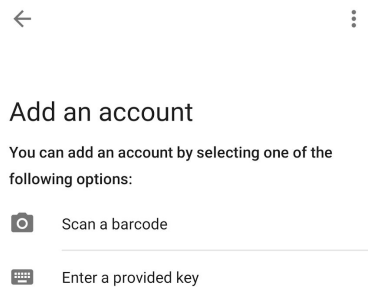 Add an account
You can add an account by selecting one of the
following options:
Scan a barcode
Enter a provided key